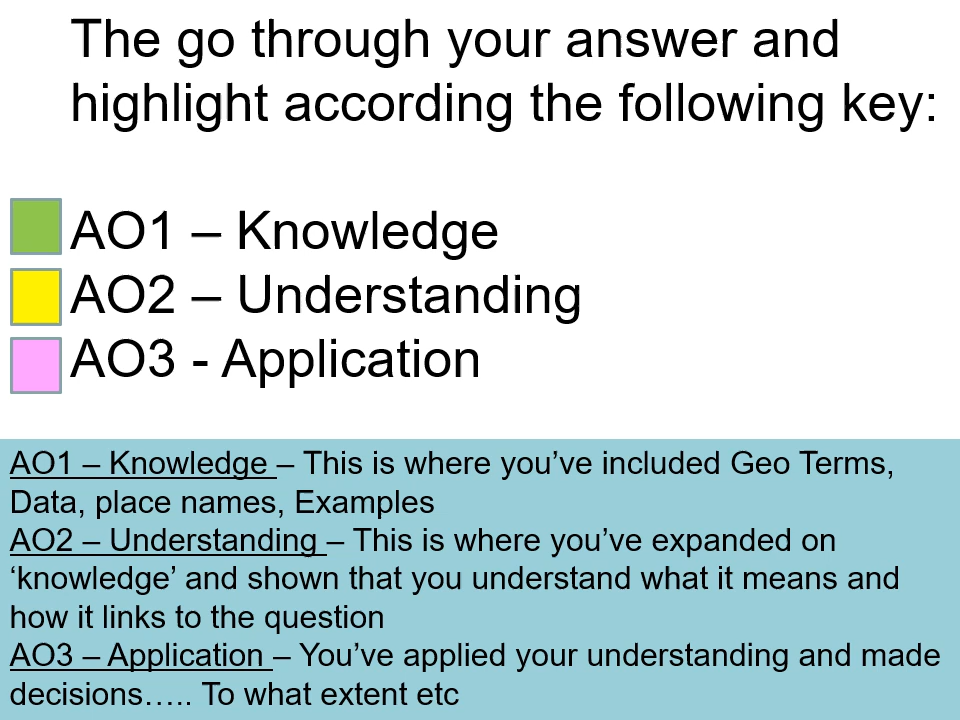 The go through your answer and
highlight according the following key:
AO1 – Knowledge
AO2 – Understanding
AO3 - Application
AO1 – Knowledge – This is where you’ve included Geo Terms,
Data, place names, Examples
AO2 – Understanding – This is where you’ve expanded on
‘knowledge’ and shown that you understand what it means and
how it links to the question
AO3 – Application – You’ve applied your understanding and made
decisions….. To what extent etc